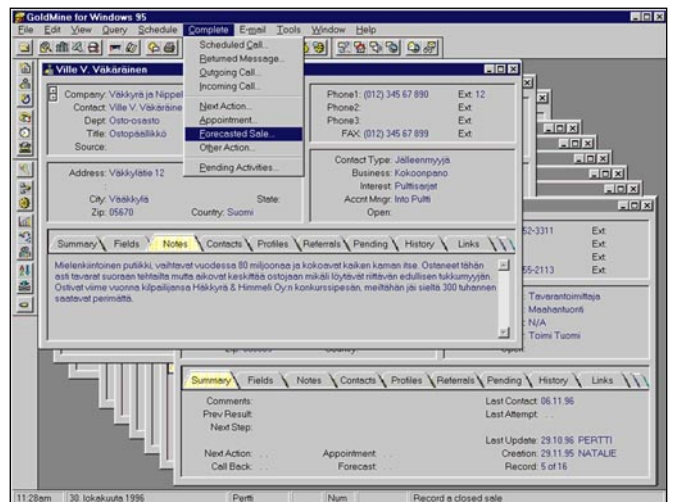 GoldMine for Windows 95
File Edit View Query Schedule Complete E-mail Tools Window Help
Scheduled Call...
Returned Message...
Outgoing Call...
Incoming Call...
Next Action...
Appointment...
Forecasted Sale...
Other Action...
Pending Activities...
Ville V. Väkäräinen
Company: Väkkyrä ja Nippel
Contact: Ville V. Väkäräine
Dept: Osto-osasto
Title: Ostopäällikkö
Source:
Phone1: (012) 345 67 890 Ext: 12
Phone2: Ext:
Phone3: Ext:
FAX: (012) 345 67 899 Ext:
Address: Väkkylätie 12
:
City: Vääkkylä State:
Zip: 05670 Country: Suomi
Contact Type: Jälleenmyyjä
Business: Kokoonpano
Interest: Pulttisarjat
Accnt Mngr: Into Pultti
Open:
Summary Fields Notes Contacts Profiles Referrals Pending History Links
Mielenkiintoinen putiikki, vaihtavat vuodessa 80 miljoonaa ja kokoavat kaiken kaman itse. Ostaneet tähän
asti tavarat suoraan tehtailta mutta aikovat keskittää ostojaan mikäli löytävät riittävän edullisen tukkumyyjän.
Ostivat viime vuonna kilpailijansa Häkkyrä & Himmeli Oy:n konkurssipesän, meiltähän jäi sieltä 300 tuhannen
saatavat perimättä.
52-3311 Ext:
Ext:
Ext:
55-2113 Ext:
: Tavarantoimittaja
: Maahantuonti
: N/A
: Toimi Tuomi
Open:
Zip: Country:
Summary Fields Notes Contacts Profiles Referrals Pending History Links
Comments:
Prev Result:
Next Step:
Last Contact: 06.11.96
Last Attempt: . .
Next Action: . . Appointment: . .
Call Back: . . Forecast: . .
Last Update: 29.10.96 PERTTI
Creation: 29.11.95 NATALIE
Record: 5 of 16
11:28am 30. lokakuuta 1996 Pertti Num Record a closed sale